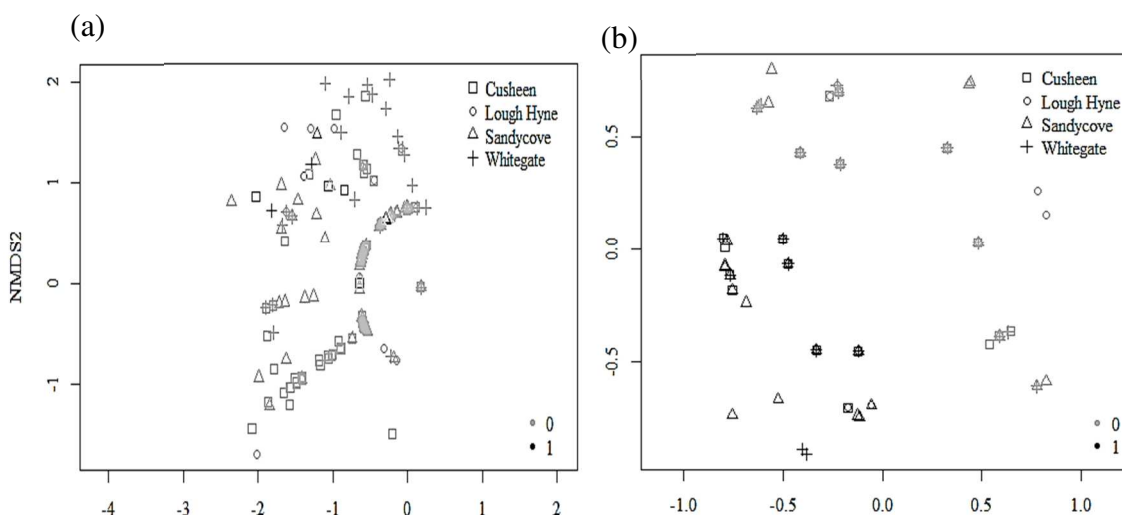 (a)
(b)
Cusheen
Lough Hyne
Sandycove
Whitegate
0
1
NMDS2
2
1
0
-1
-4 -3 -2 -1 0 1 2
Cusheen
Lough Hyne
Sandycove
Whitegate
0
1
0.5
0.0
-0.5
-1.0 -0.5 0.0 0.5 1.0